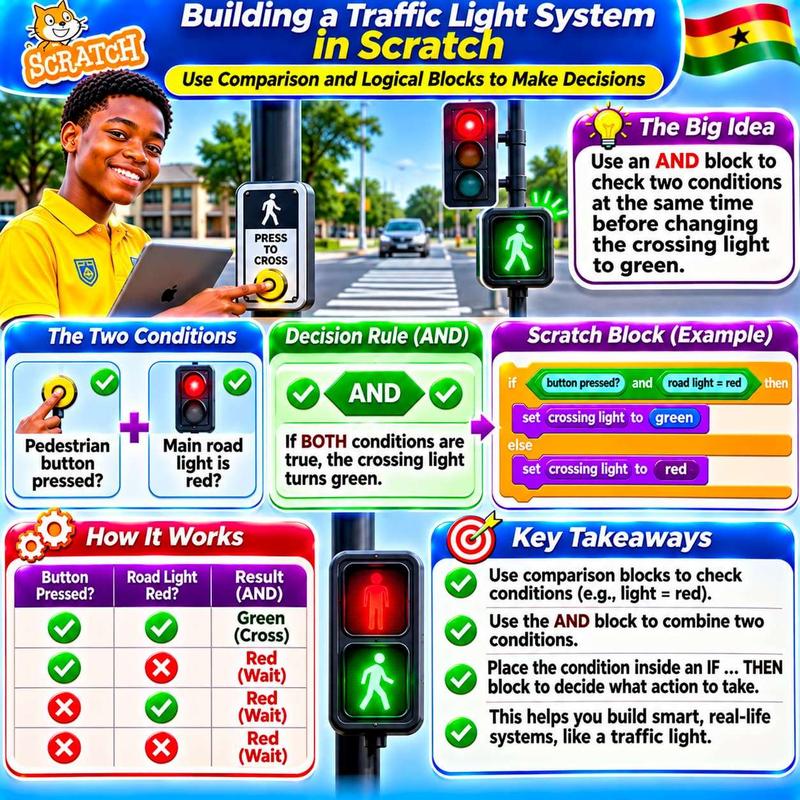 SCRATCH
Building a Traffic Light System
in Scratch
Use Comparison and Logical Blocks to Make Decisions
PRESS
TO
CROSS
The Big Idea
Use an AND block to
check two conditions
at the same time
before changing
the crossing light
to green.
The Two Conditions
Pedestrian
button
pressed?
Main road
light is
red?
Decision Rule (AND)
AND
If BOTH conditions are
true, the crossing light
turns green.
Scratch Block (Example)
if button pressed? and road light = red then
set crossing light to green
else
set crossing light to red
How It Works
Button
Pressed?
Road Light
Red?
Result
(AND)
Green
(Cross)
Red
(Wait)
Red
(Wait)
Red
(Wait)
Key Takeaways
Use comparison blocks to check
conditions (e.g., light = red).
Use the AND block to combine two
conditions.
Place the condition inside an IF ... THEN
block to decide what action to take.
This helps you build smart, real-life
systems, like a traffic light.